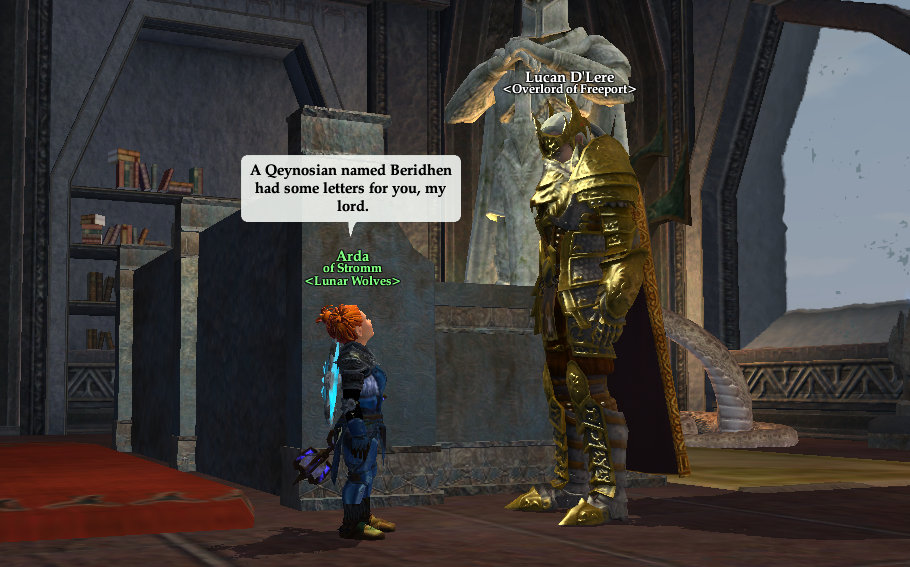 Lucan D'Lere
<Overlord of Freeport>
A Qeynosian named Beridhen
had some letters for you, my
lord.
Arda
of Stromm
<Lunar Wolves>